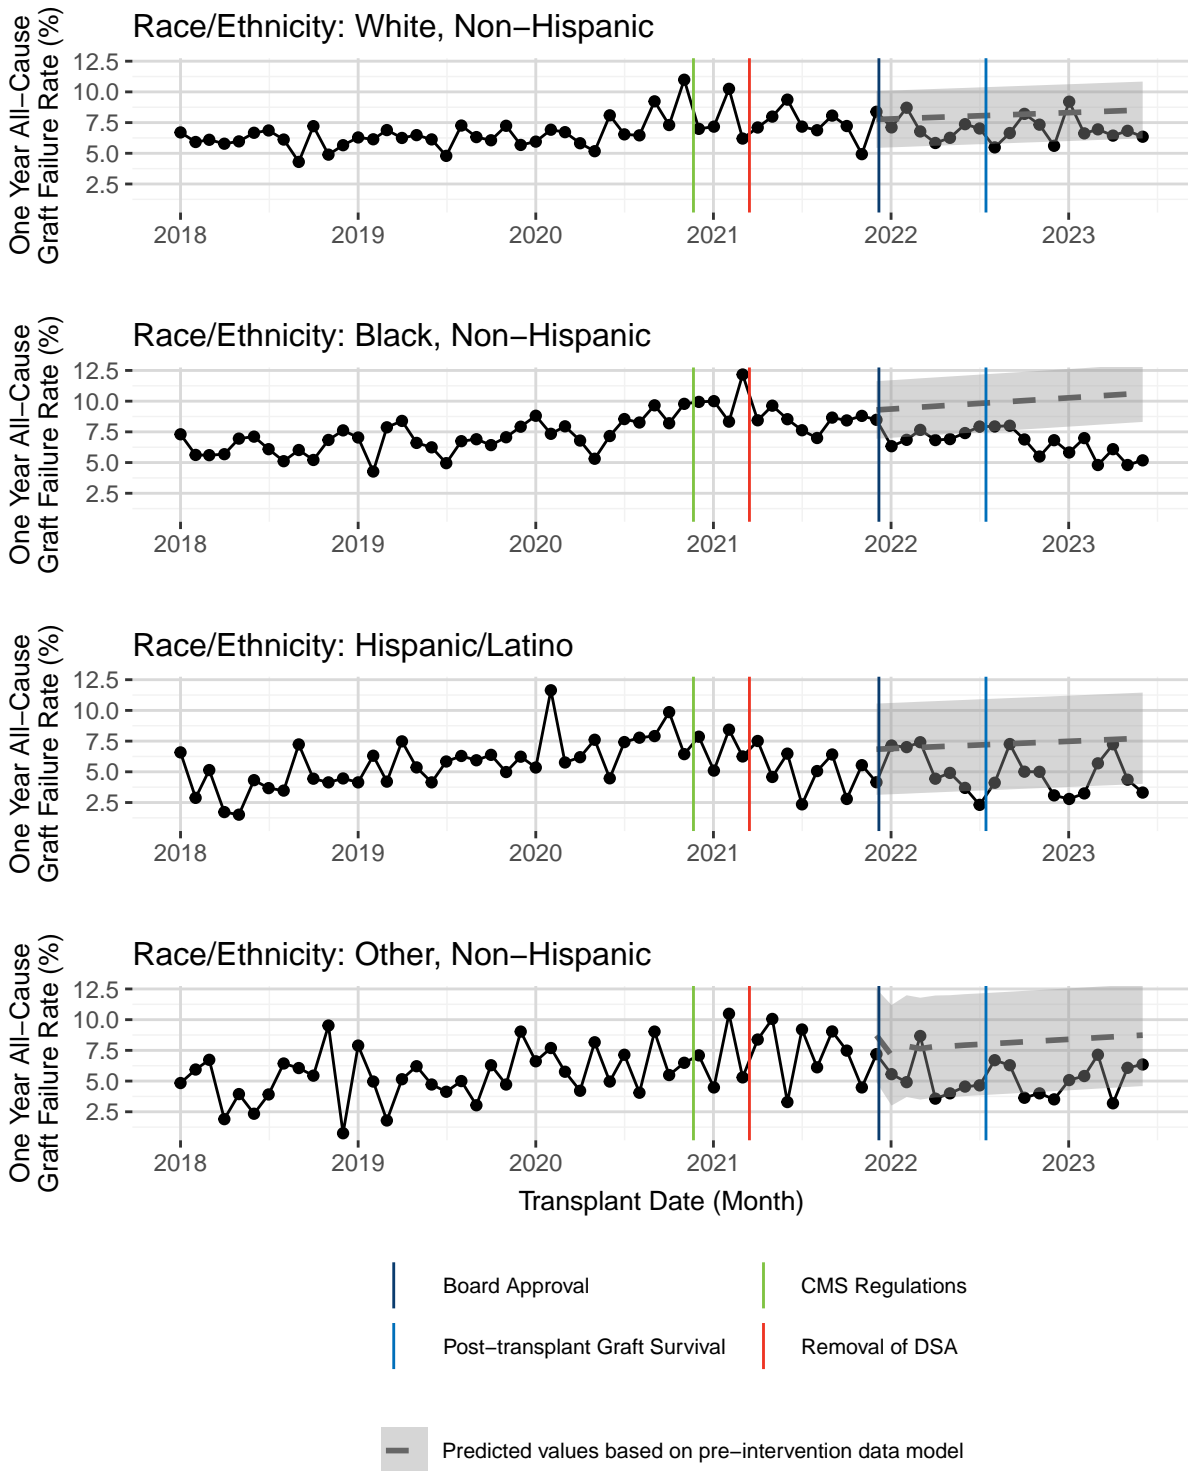 Race/Ethnicity: White, Non−Hispanic
One Year All−Cause
Graft Failure Rate (%)
12.5
10.0
7.5
5.0
2.5
2018 2019 2020 2021 2022 2023
Race/Ethnicity: Black, Non−Hispanic
One Year All−Cause
Graft Failure Rate (%)
12.5
10.0
7.5
5.0
2.5
2018 2019 2020 2021 2022 2023
Race/Ethnicity: Hispanic/Latino
One Year All−Cause
Graft Failure Rate (%)
12.5
10.0
7.5
5.0
2.5
2018 2019 2020 2021 2022 2023
Race/Ethnicity: Other, Non−Hispanic
One Year All−Cause
Graft Failure Rate (%)
12.5
10.0
7.5
5.0
2.5
2018 2019 2020 2021 2022 2023
Transplant Date (Month)
Board Approval
CMS Regulations
Post−transplant Graft Survival
Removal of DSA
Predicted values based on pre−intervention data model